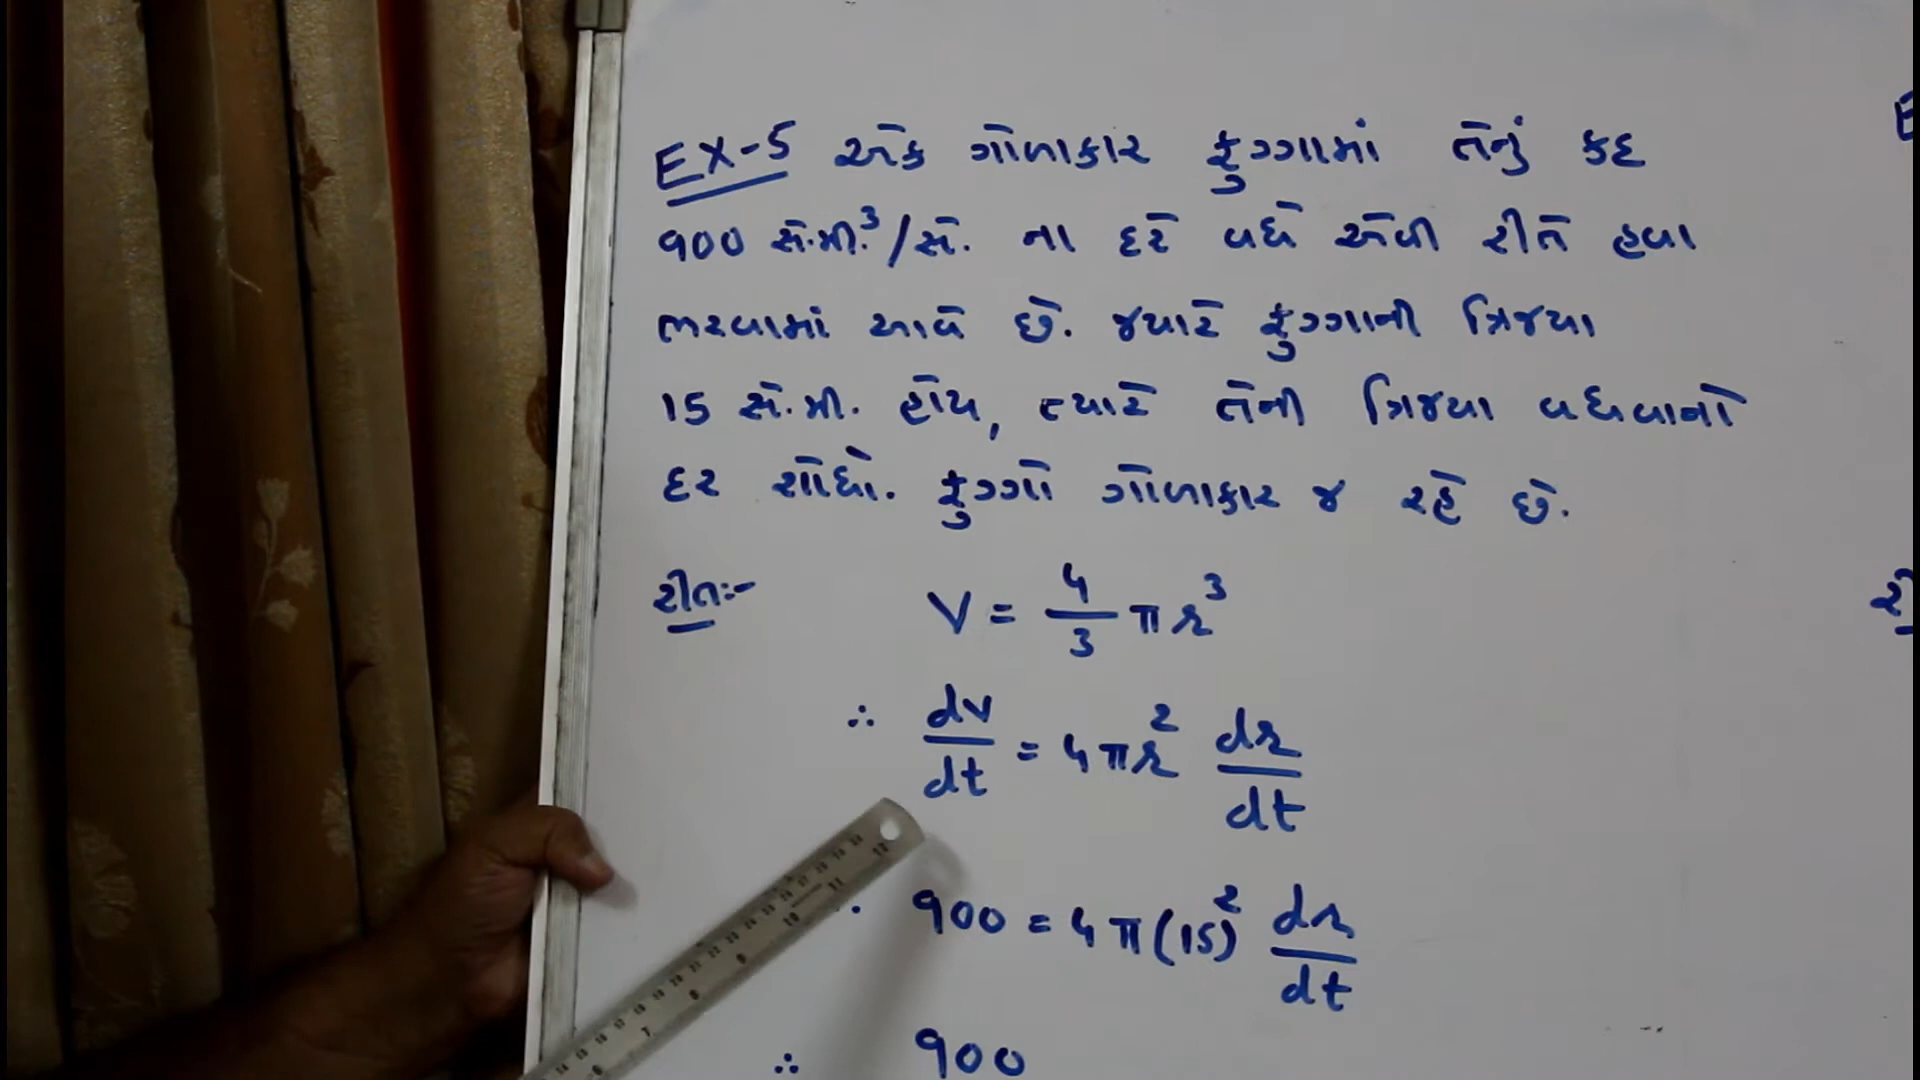 EX-5 એક ગોળાકાર ફુગ્ગામાં તેનું કદ
900 સે.મી.³/સે. ના દરે વધે એવી રીતે હવા
ભરવામાં આવે છે. જ્યારે ફુગ્ગાની ત્રિજ્યા
15 સે.મી. હોય, ત્યારે તેની ત્રિજ્યા વધવાનો
દર શોધો. ફુગ્ગો ગોળાકાર જ રહે છે.
રીત:- V = 4/3 πr³
∴ dv/dt = 4πr² dr/dt
∴ 900 = 4π(15)² dr/dt
∴ 900